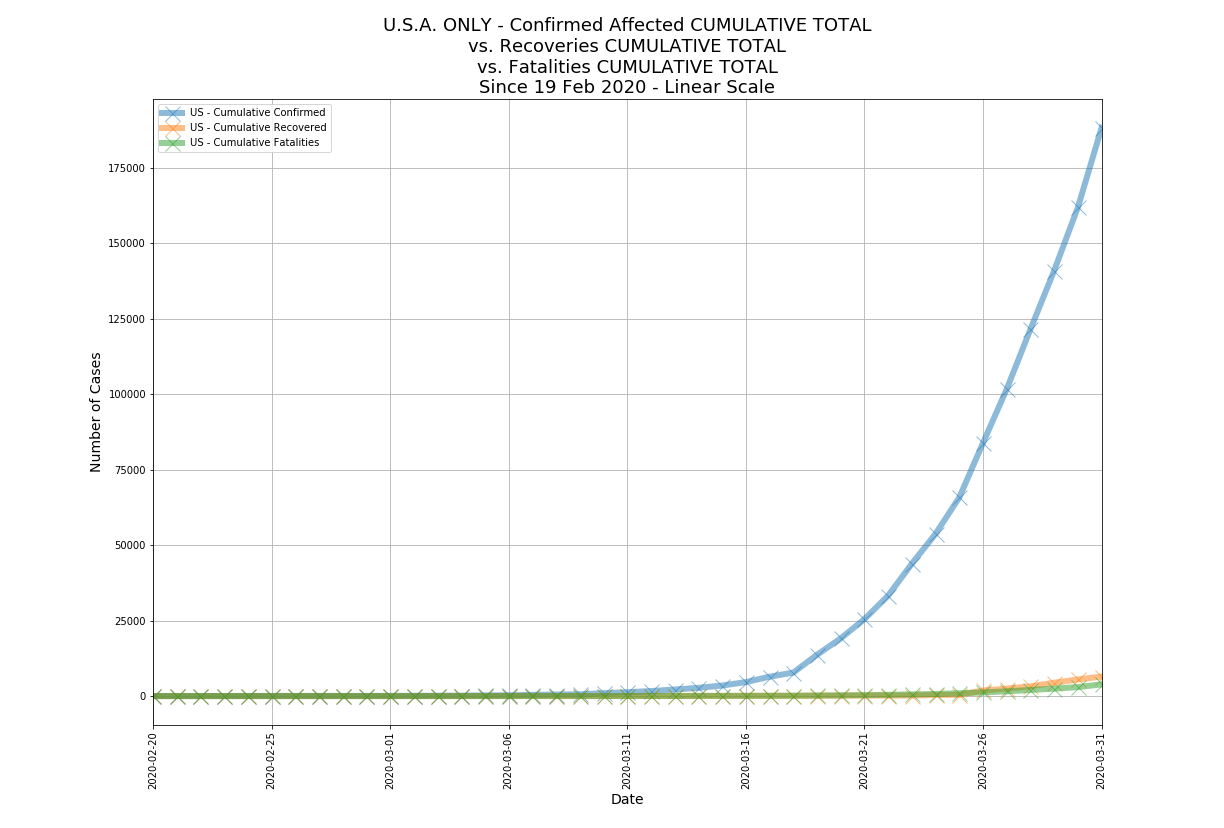 U.S.A. ONLY - Confirmed Affected CUMULATIVE TOTAL
vs. Recoveries CUMULATIVE TOTAL
vs. Fatalities CUMULATIVE TOTAL
Since 19 Feb 2020 - Linear Scale
US - Cumulative Confirmed
US - Cumulative Recovered
US - Cumulative Fatalities
Number of Cases
175000
150000
125000
100000
75000
50000
25000
0
2020-02-20
2020-02-25
2020-03-01
2020-03-06
2020-03-11
2020-03-16
2020-03-21
2020-03-26
2020-03-31
Date